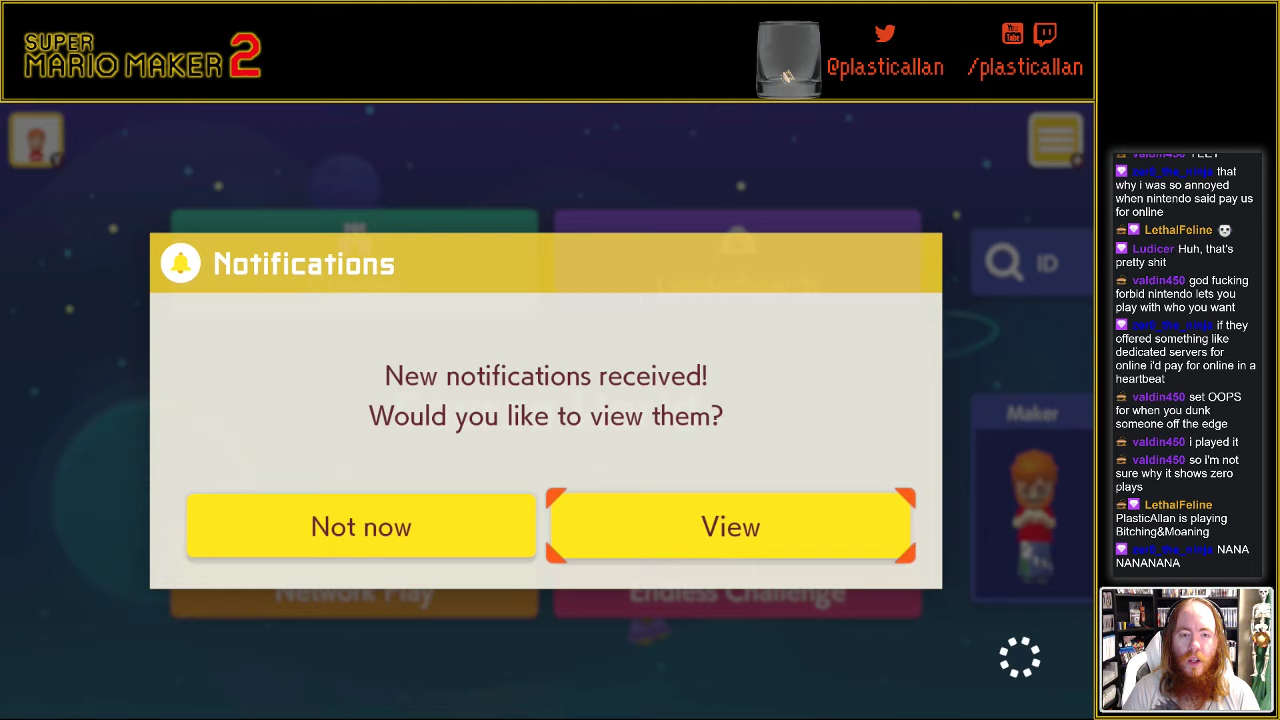 SUPER
MARIO MAKER 2
@plasticallan
/plasticallan
Notifications
ID
New notifications received!
Would you like to view them?
Not now
View
Maker
Network Play
Endless Challenge
valdin450
that
why i was so annoyed
when nintendo said pay us
for online
LethalFeline
Ludicer Huh, that's
pretty shit
valdin450 god fucking
forbid nintendo lets you
play with who you want
if they
offered something like
dedicated servers for
online i'd pay for online in a
heartbeat
valdin450 set OOPS
for when you dunk
someone off the edge
valdin450 i played it
valdin450 so i'm not
sure why it shows zero
plays
LethalFeline
PlasticAllan is playing
Bitching&Moaning
NANA
NANANANA